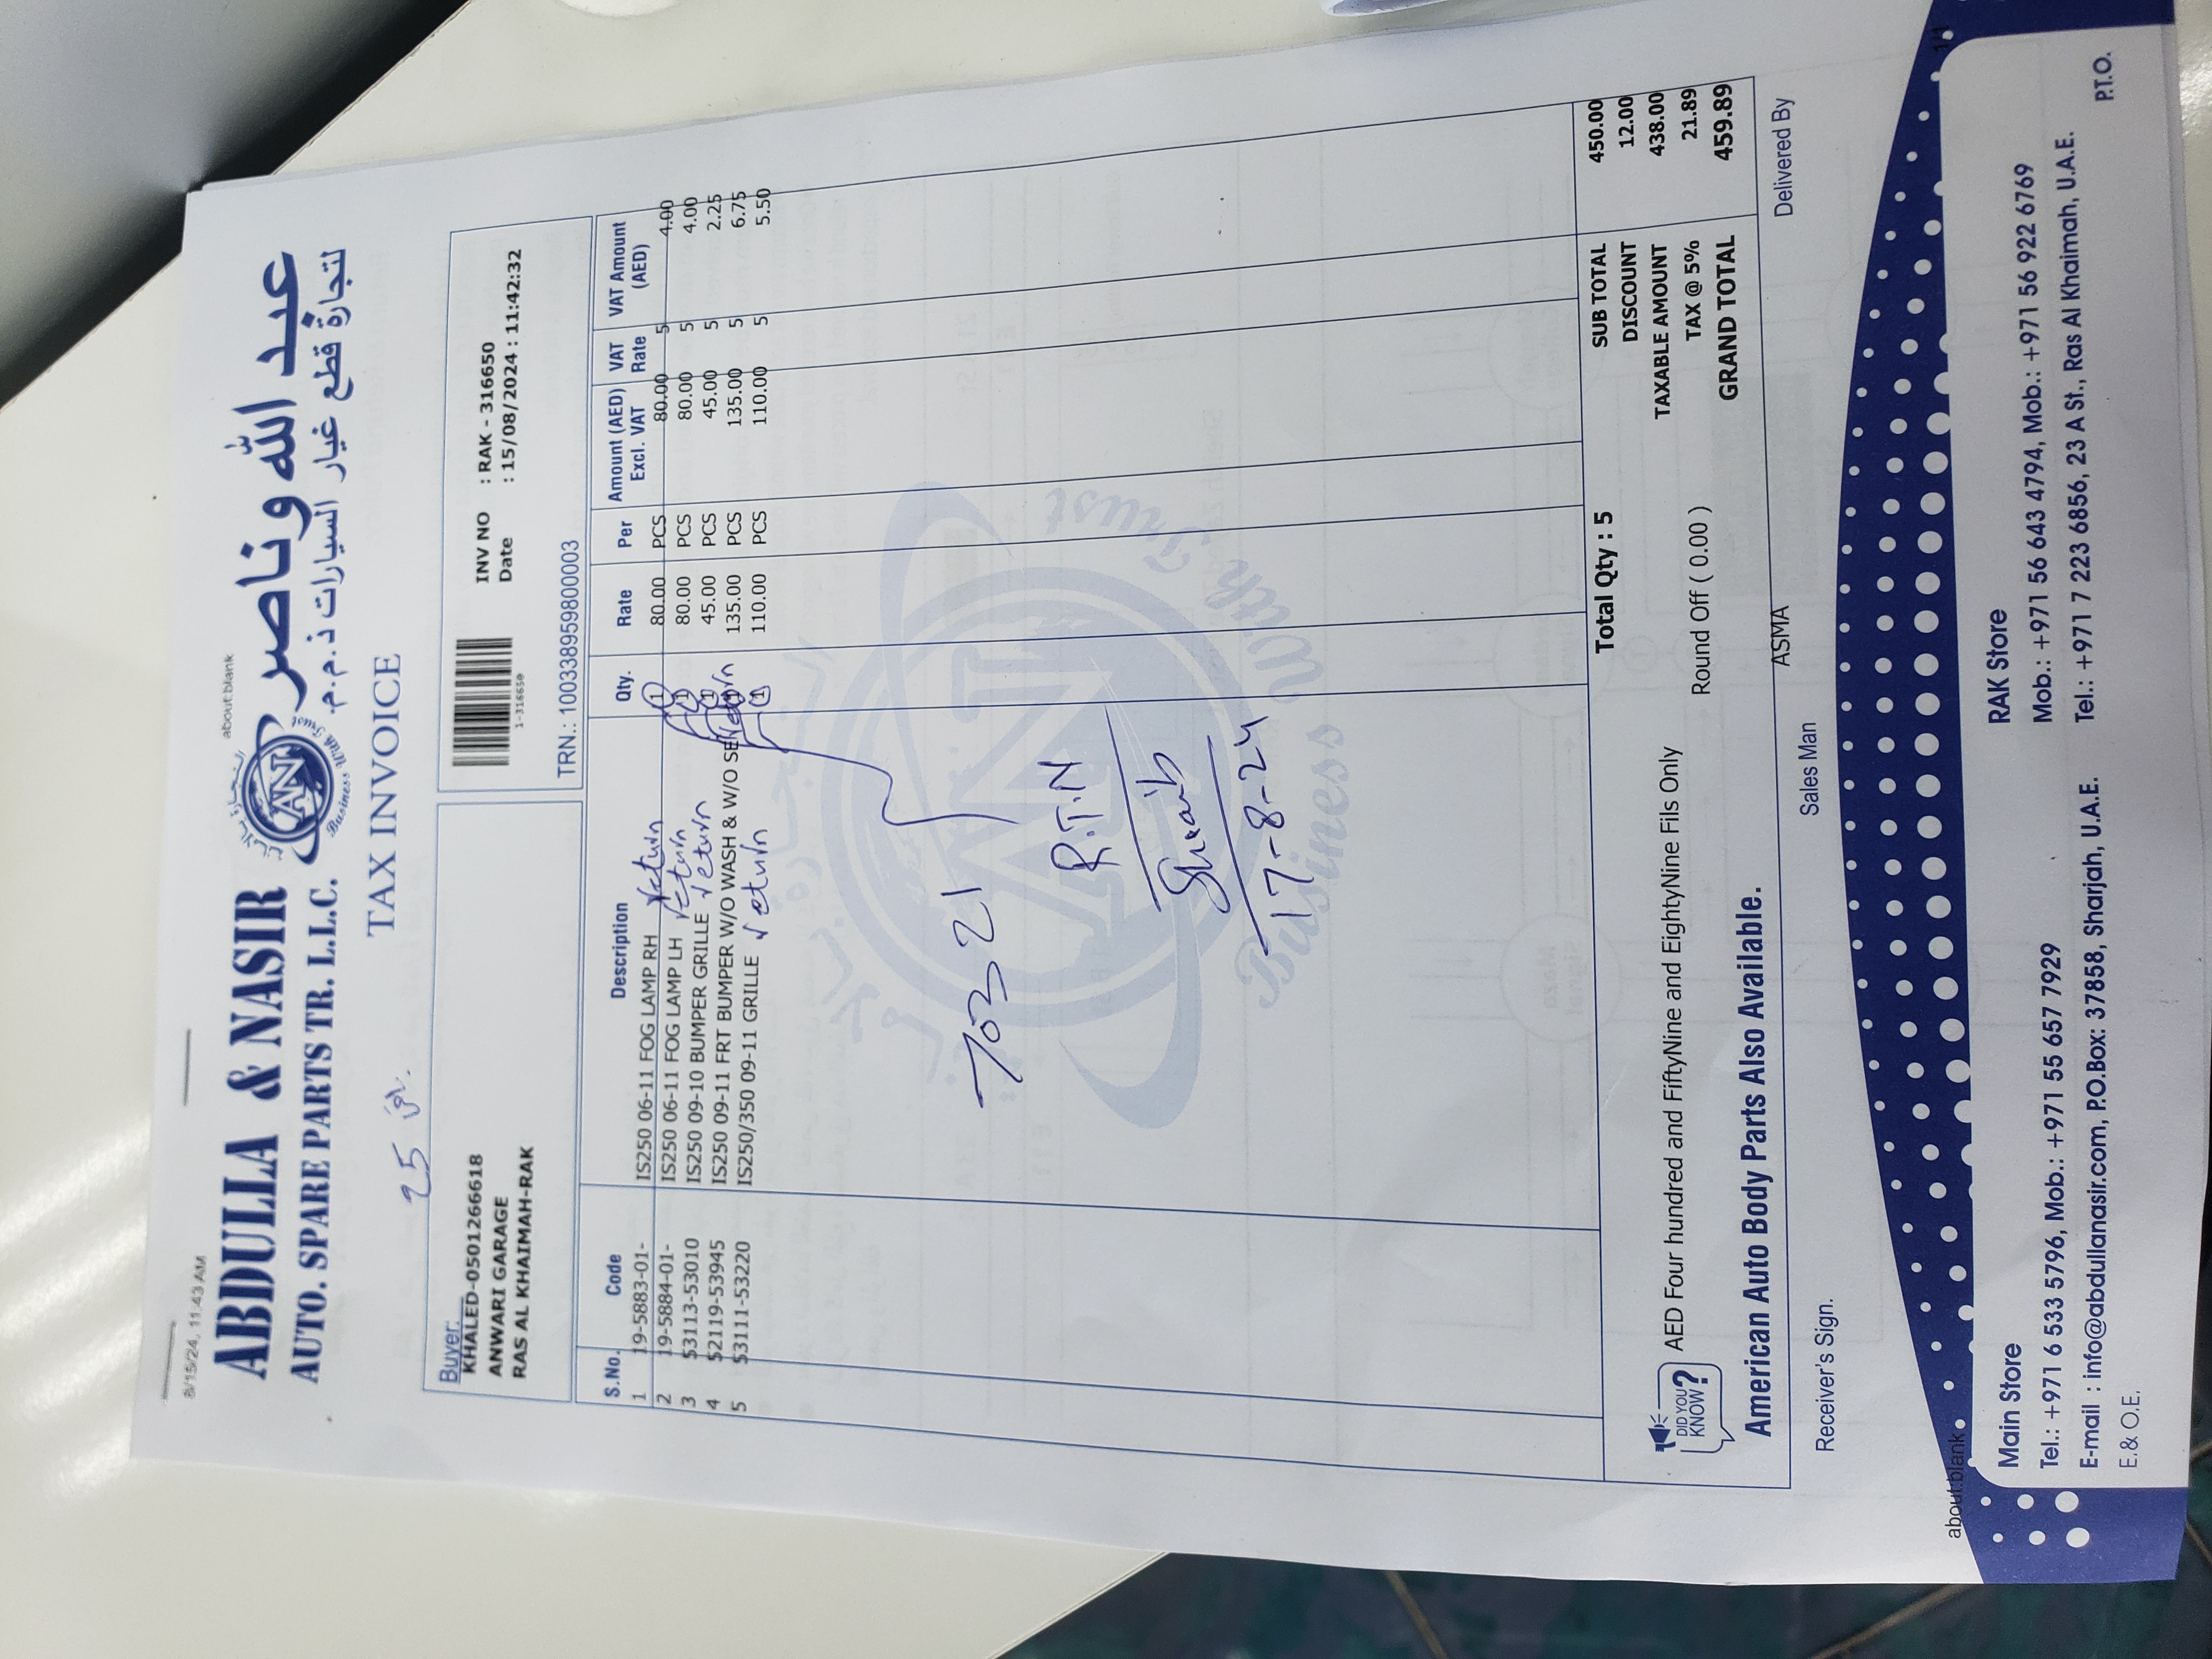 8/15/24, 11:43 AM
about:blank
ABDULLA & NASIR
AUTO. SPARE PARTS TR. L.L.C.
عبد الله و ناصر
لتجارة قطع غيار السيارات ذ.م.م.
AN
Business With Trust
TAX INVOICE
25
Buyer:
KHALED-0501266618
ANWARI GARAGE
RAS AL KHAIMAH-RAK
1-316650
INV NO : RAK - 316650
Date : 15/08/2024 : 11:42:32
TRN.: 100338959800003
S.No. Code Description Qty. Rate Per Amount (AED) Excl. VAT VAT Rate VAT Amount (AED)
1 19-5883-01- IS250 06-11 FOG LAMP RH return 1 80.00 PCS 80.00 5 4.00
2 19-5884-01- IS250 06-11 FOG LAMP LH return 1 80.00 PCS 80.00 5 4.00
3 53113-53010 IS250 09-10 BUMPER GRILLE return 1 45.00 PCS 45.00 5 2.25
4 52119-53945 IS250 09-11 FRT BUMPER W/O WASH & W/O SE return 135.00 PCS 135.00 5 6.75
5 53111-53220 IS250/350 09-11 GRILLE return 1 110.00 PCS 110.00 5 5.50
70321
R.T.N
Shoaib
17-8-24
Business With Trust
Total Qty : 5
SUB TOTAL 450.00
DISCOUNT 12.00
TAXABLE AMOUNT 438.00
TAX @ 5% 21.89
GRAND TOTAL 459.89
DID YOU KNOW?
AED Four hundred and FiftyNine and EightyNine Fils Only
Round Off ( 0.00 )
American Auto Body Parts Also Available.
ASMA
Receiver's Sign. Sales Man Delivered By
about:blank 1/1
Main Store
Tel.: +971 6 533 5796, Mob.: +971 55 657 7929
E-mail : info@abdullanasir.com, P.O.Box: 37858, Sharjah, U.A.E.
E.& O.E.
RAK Store
Mob.: +971 56 643 4794, Mob.: +971 56 922 6769
Tel.: +971 7 223 6856, 23 A St., Ras Al Khaimah, U.A.E.
P.T.O.